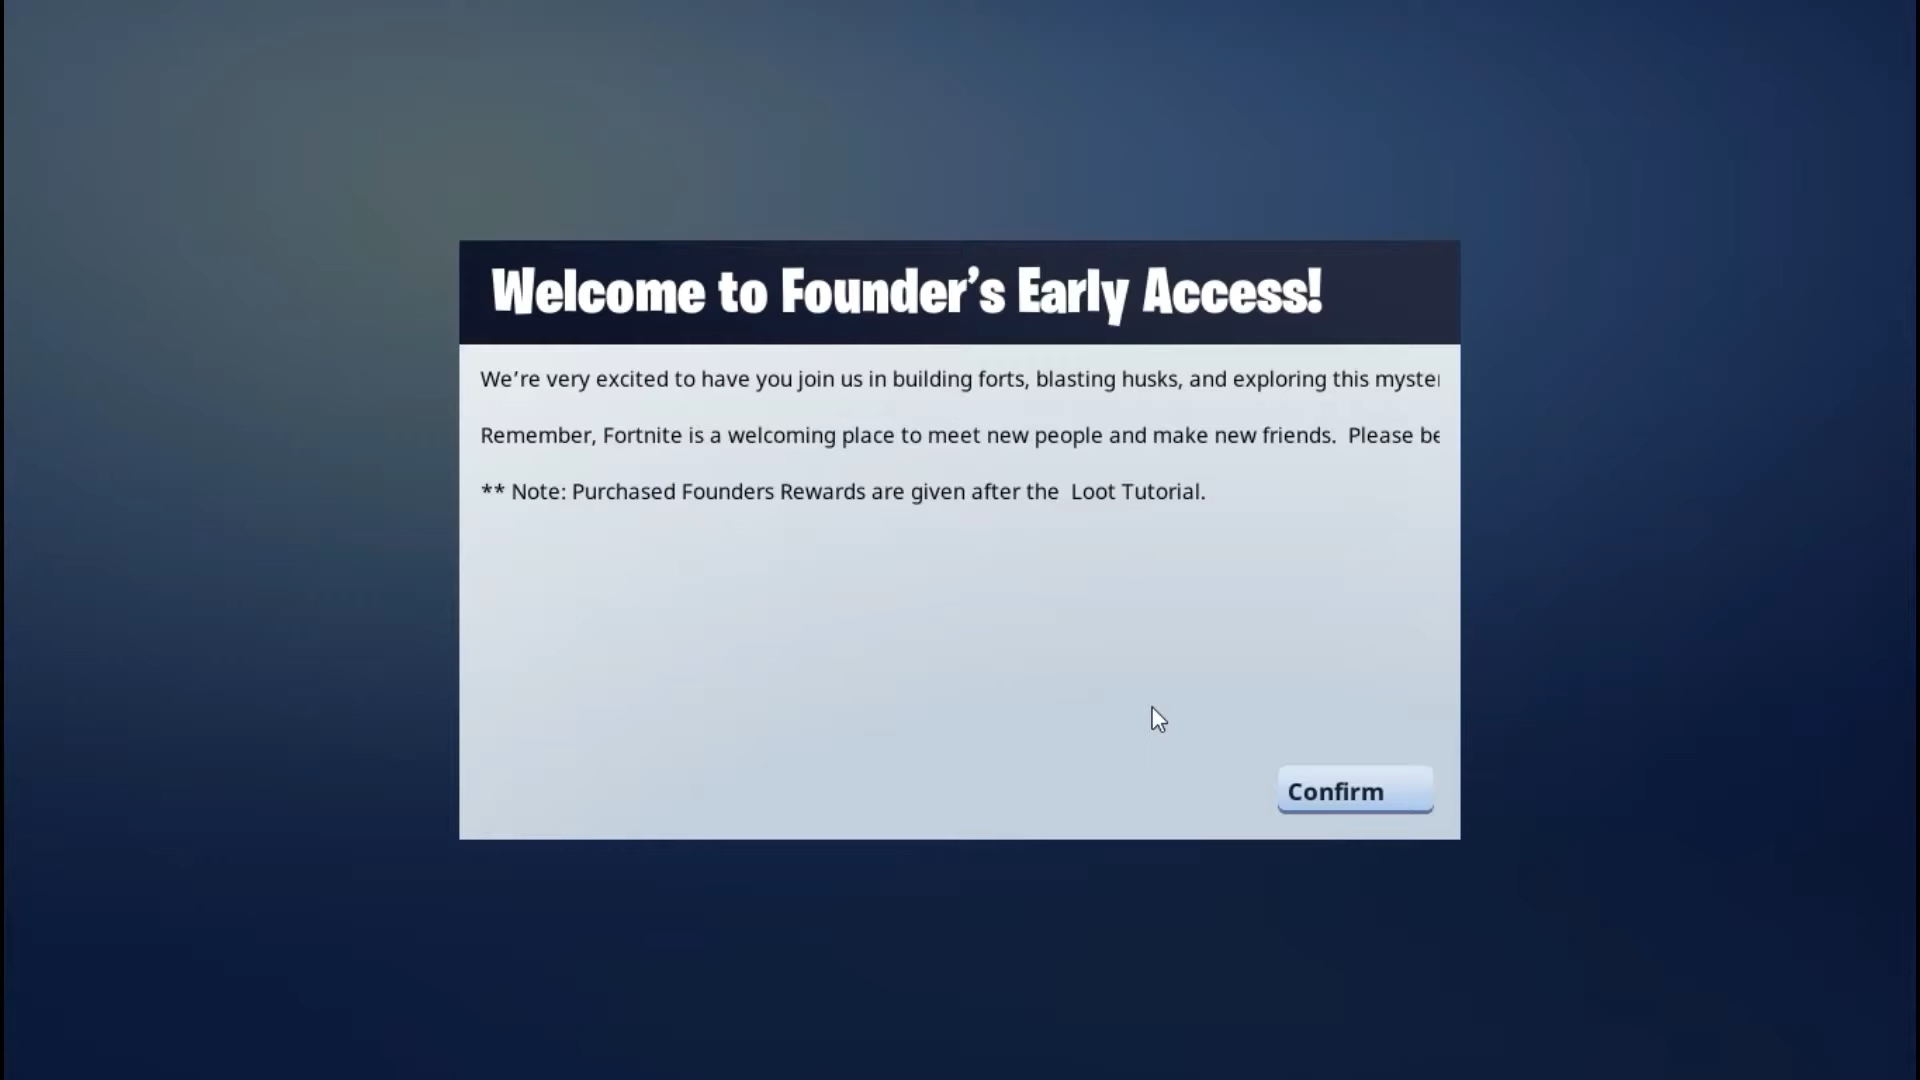 Welcome to Founder's Early Access!
We're very excited to have you join us in building forts, blasting husks, and exploring this
Remember, Fortnite is a welcoming place to meet new people and make new friends.  Please be
** Note: Purchased Founders Rewards are given after the  Loot Tutorial.
Confirm